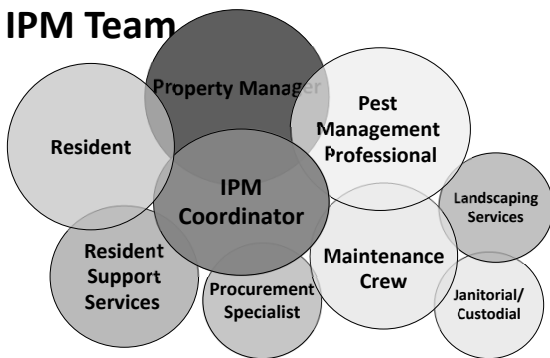 IPM Team
Property Manager
Pest
Management
Professional
Resident
IPM
Coordinator
Landscaping
Services
Resident
Support
Services
Maintenance
Crew
Procurement
Specialist
Janitorial/
Custodial